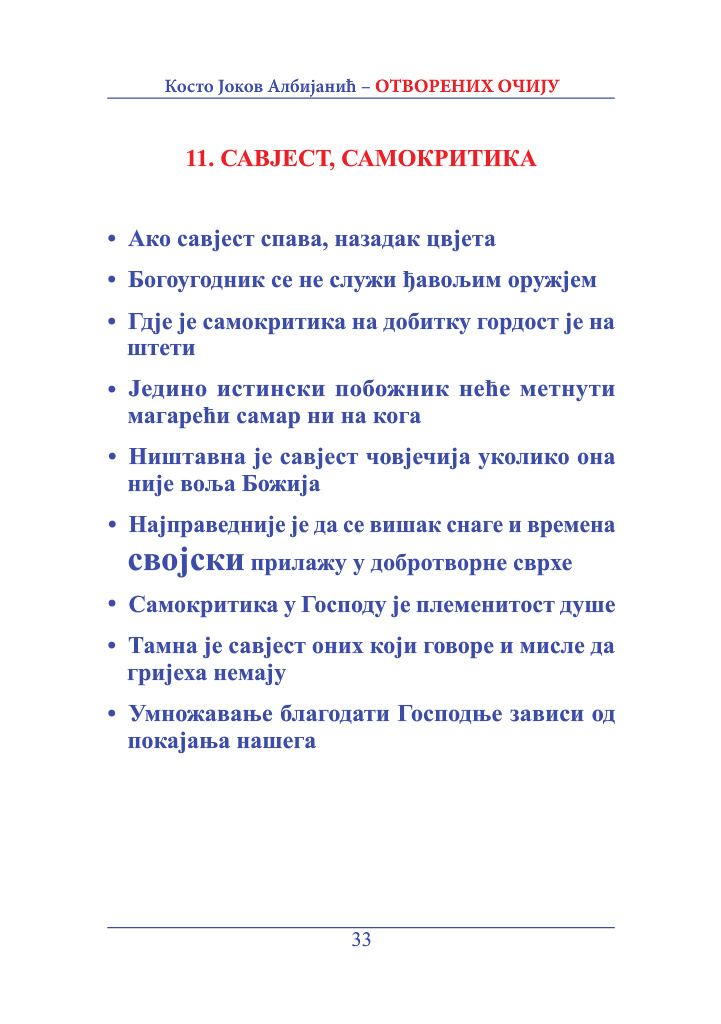 Косто Јоков Албијанић – ОТВОРЕНИХ ОЧИЈУ
11. САВЈЕСТ, САМОКРИТИКА
• Ако савјест спава, назадак цвјета
• Богоугодник се не служи ђавољим оружјем
• Гдје је самокритика на добитку гордост је на
штети
• Једино истински побожник неће метнути
магарећи самар ни на кога
• Ништавна је савјест човјечија уколико она
није воља Божија
• Најправедније је да се вишак снаге и времена
својски прилажу у добротворне сврхе
• Самокритика у Господу је племенитост душе
• Тамна је савјест оних који говоре и мисле да
гријеха немају
• Умножавање благодати Господње зависи од
покајања нашега
33